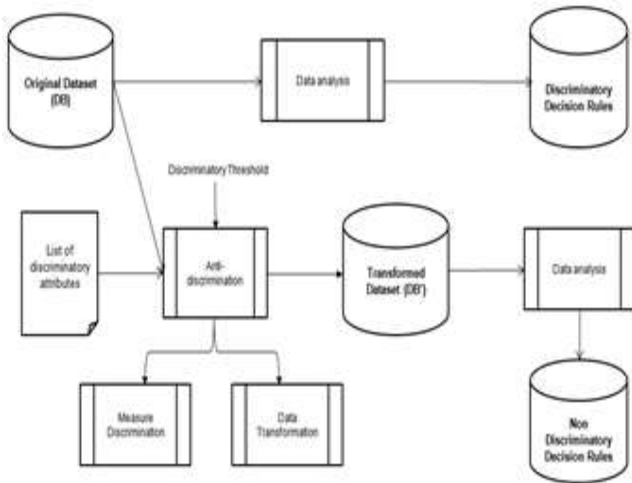 Original Dataset
(DB)
Data analysis
Discriminatory
Decision Rules
Discriminatory Threshold
List of
discriminatory
attributes
Anti-
discrimination
Transformed
Dataset (DB')
Data analysis
Measure
Discrimination
Data
Transformation
Non
Discriminatory
Decision Rules